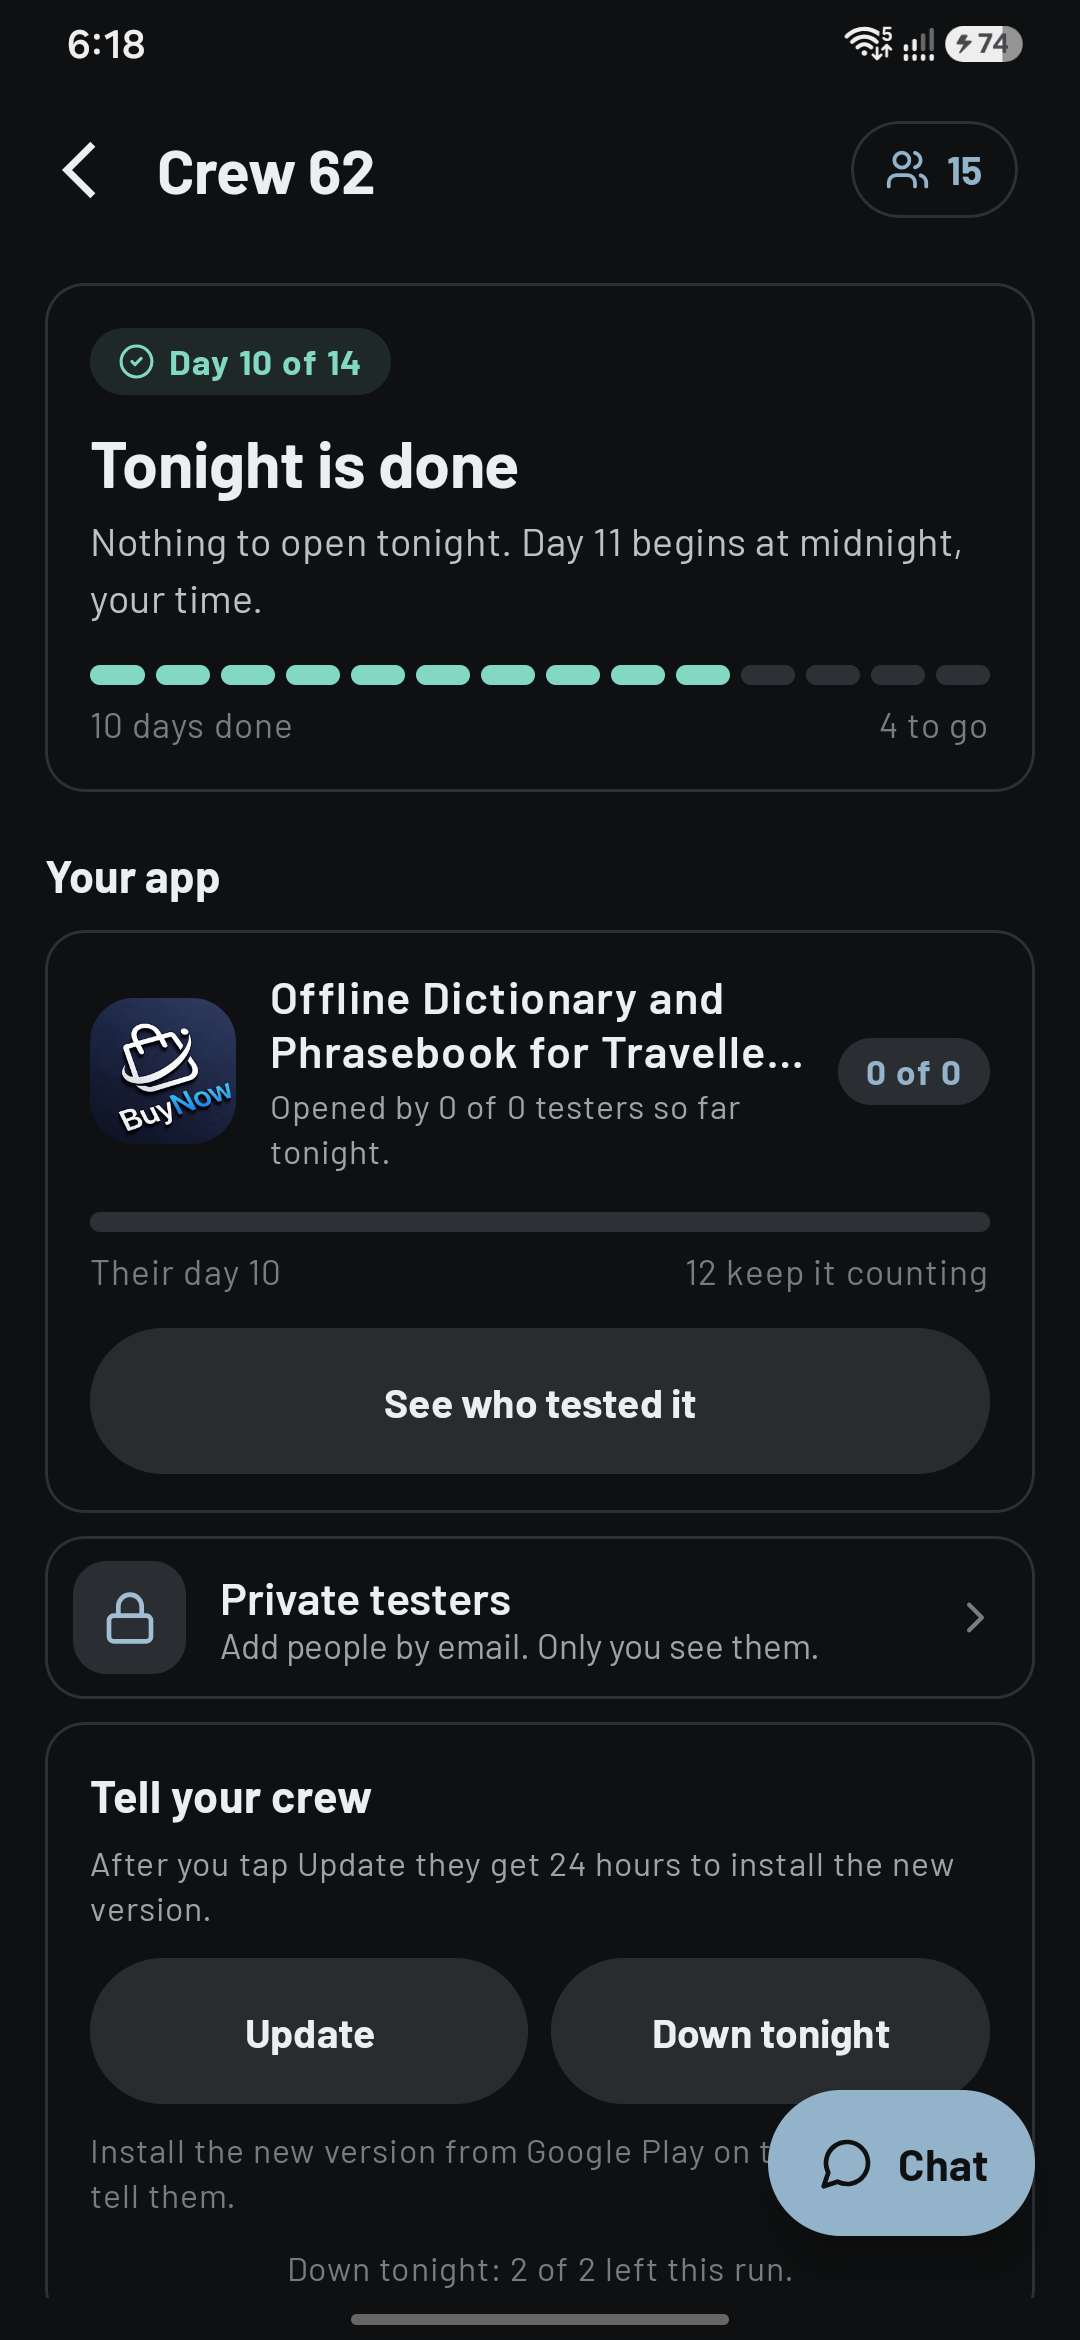 6:18
5
74
Crew 62
15
Day 10 of 14
Tonight is done
Nothing to open tonight. Day 11 begins at midnight,
your time.
10 days done
4 to go
Your app
Offline Dictionary and
Phrasebook for Travelle...
0 of 0
Opened by 0 of 0 testers so far
tonight.
BuyNow
Their day 10
12 keep it counting
See who tested it
Private testers
Add people by email. Only you see them.
Tell your crew
After you tap Update they get 24 hours to install the new
version.
Update
Down tonight
Install the new version from Google Play on
tell them.
Chat
Down tonight: 2 of 2 left this run.